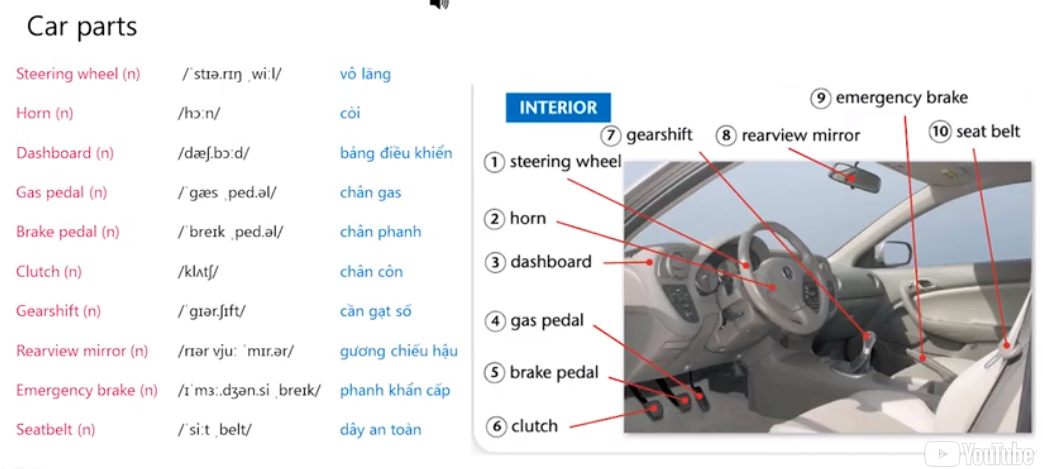 Car parts
Steering wheel (n) /ˈstɪə.rɪŋ ˌwiːl/ vô lăng
Horn (n) /hɔːn/ còi
Dashboard (n) /dæʃ.bɔːd/ bảng điều khiển
Gas pedal (n) /ˈɡæs ˌped.əl/ chân gas
Brake pedal (n) /ˈbreɪk ˌped.əl/ chân phanh
Clutch (n) /klʌtʃ/ chân côn
Gearshift (n) /ˈɡɪər.ʃɪft/ cần gạt số
Rearview mirror (n) /rɪər vjuː ˈmɪr.ər/ gương chiếu hậu
Emergency brake (n) /ɪˈmɜː.dʒən.si ˌbreɪk/ phanh khẩn cấp
Seatbelt (n) /ˈsiːt ˌbelt/ dây an toàn
INTERIOR
1 steering wheel
2 horn
3 dashboard
4 gas pedal
5 brake pedal
6 clutch
7 gearshift
8 rearview mirror
9 emergency brake
10 seat belt
YouTube